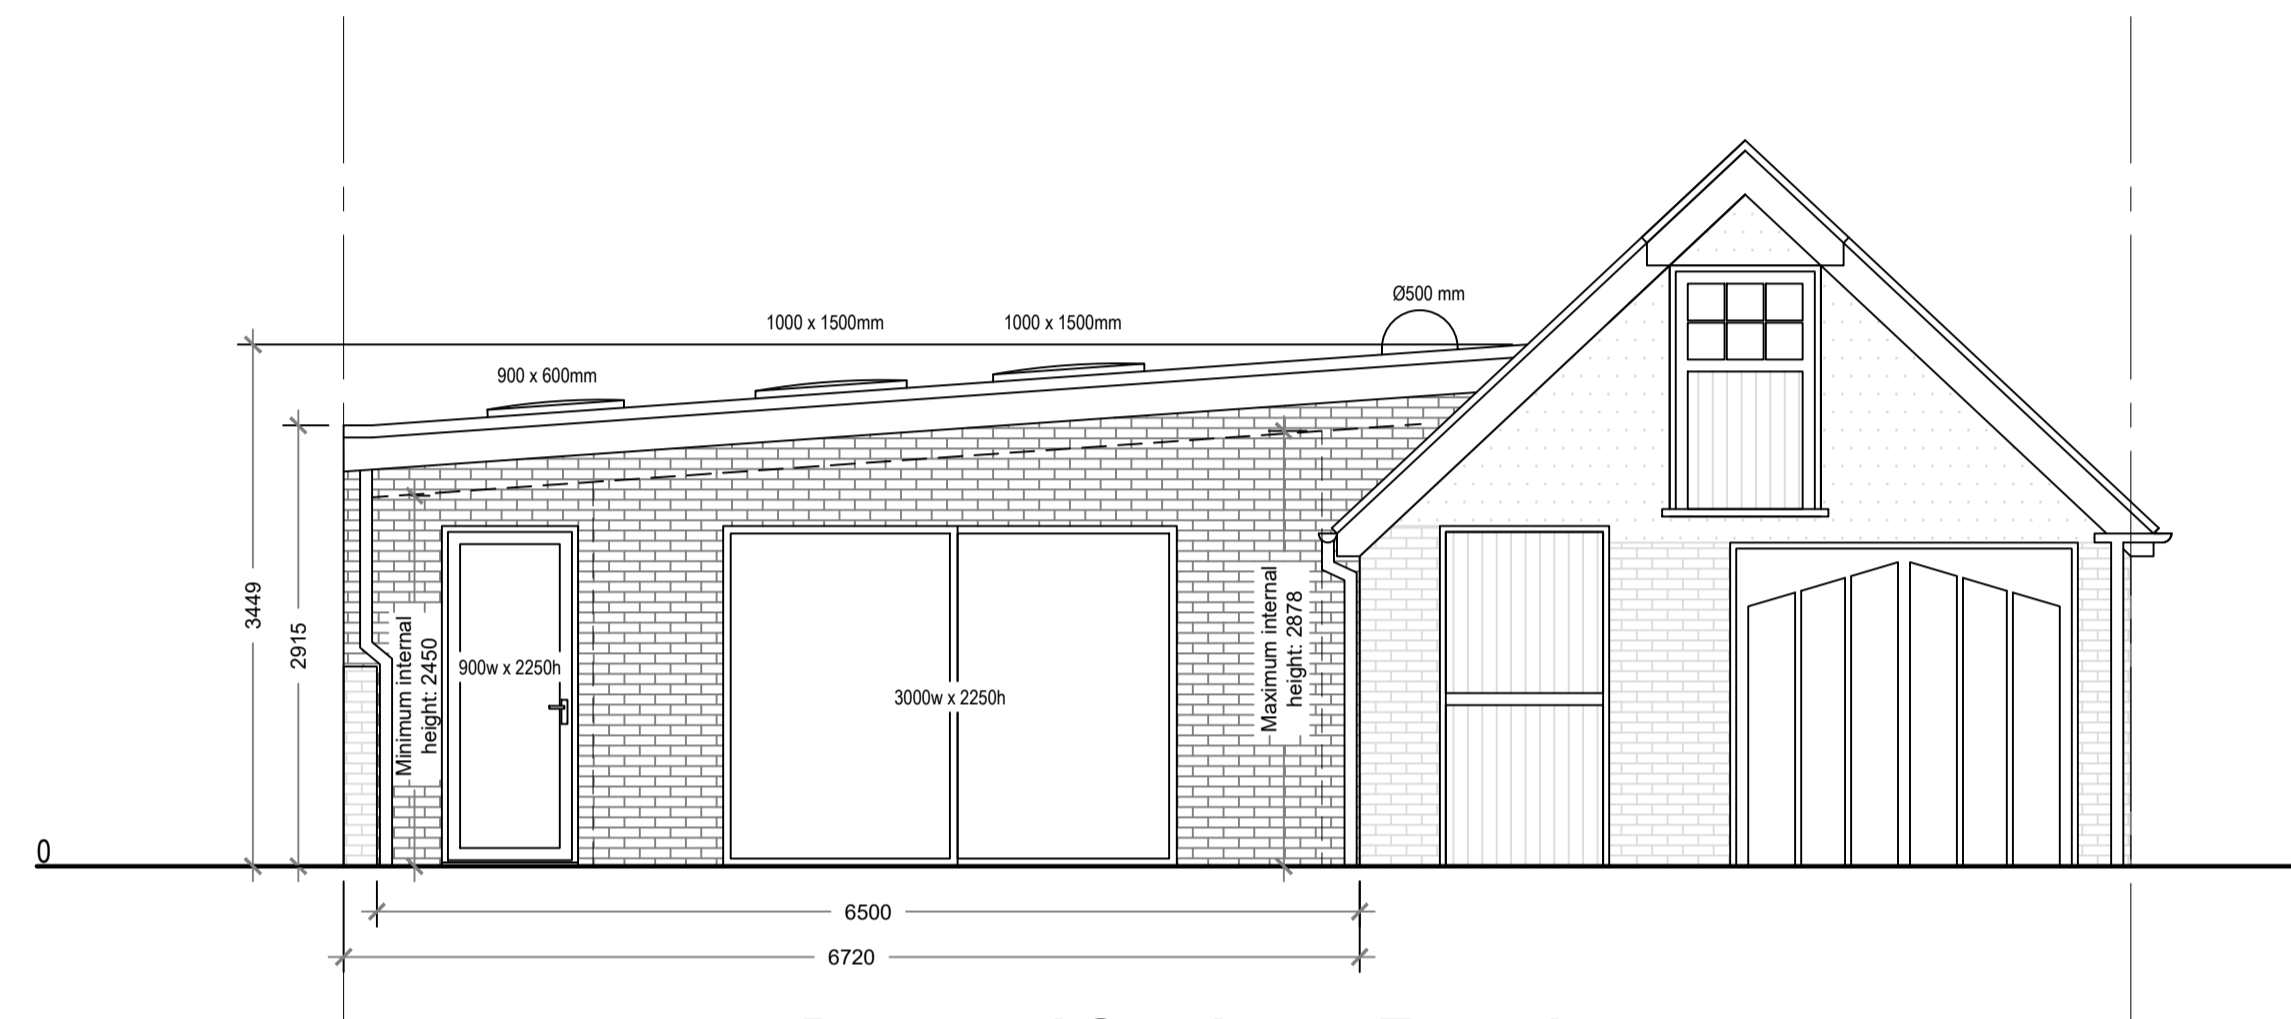 Ø500 mm
1000 x 1500mm
1000 x 1500mm
900 x 600mm
3449
2915
Minimum internal
height: 2450
900w x 2250h
3000w x 2250h
Maximum internal
height: 2878
0
6500
6720